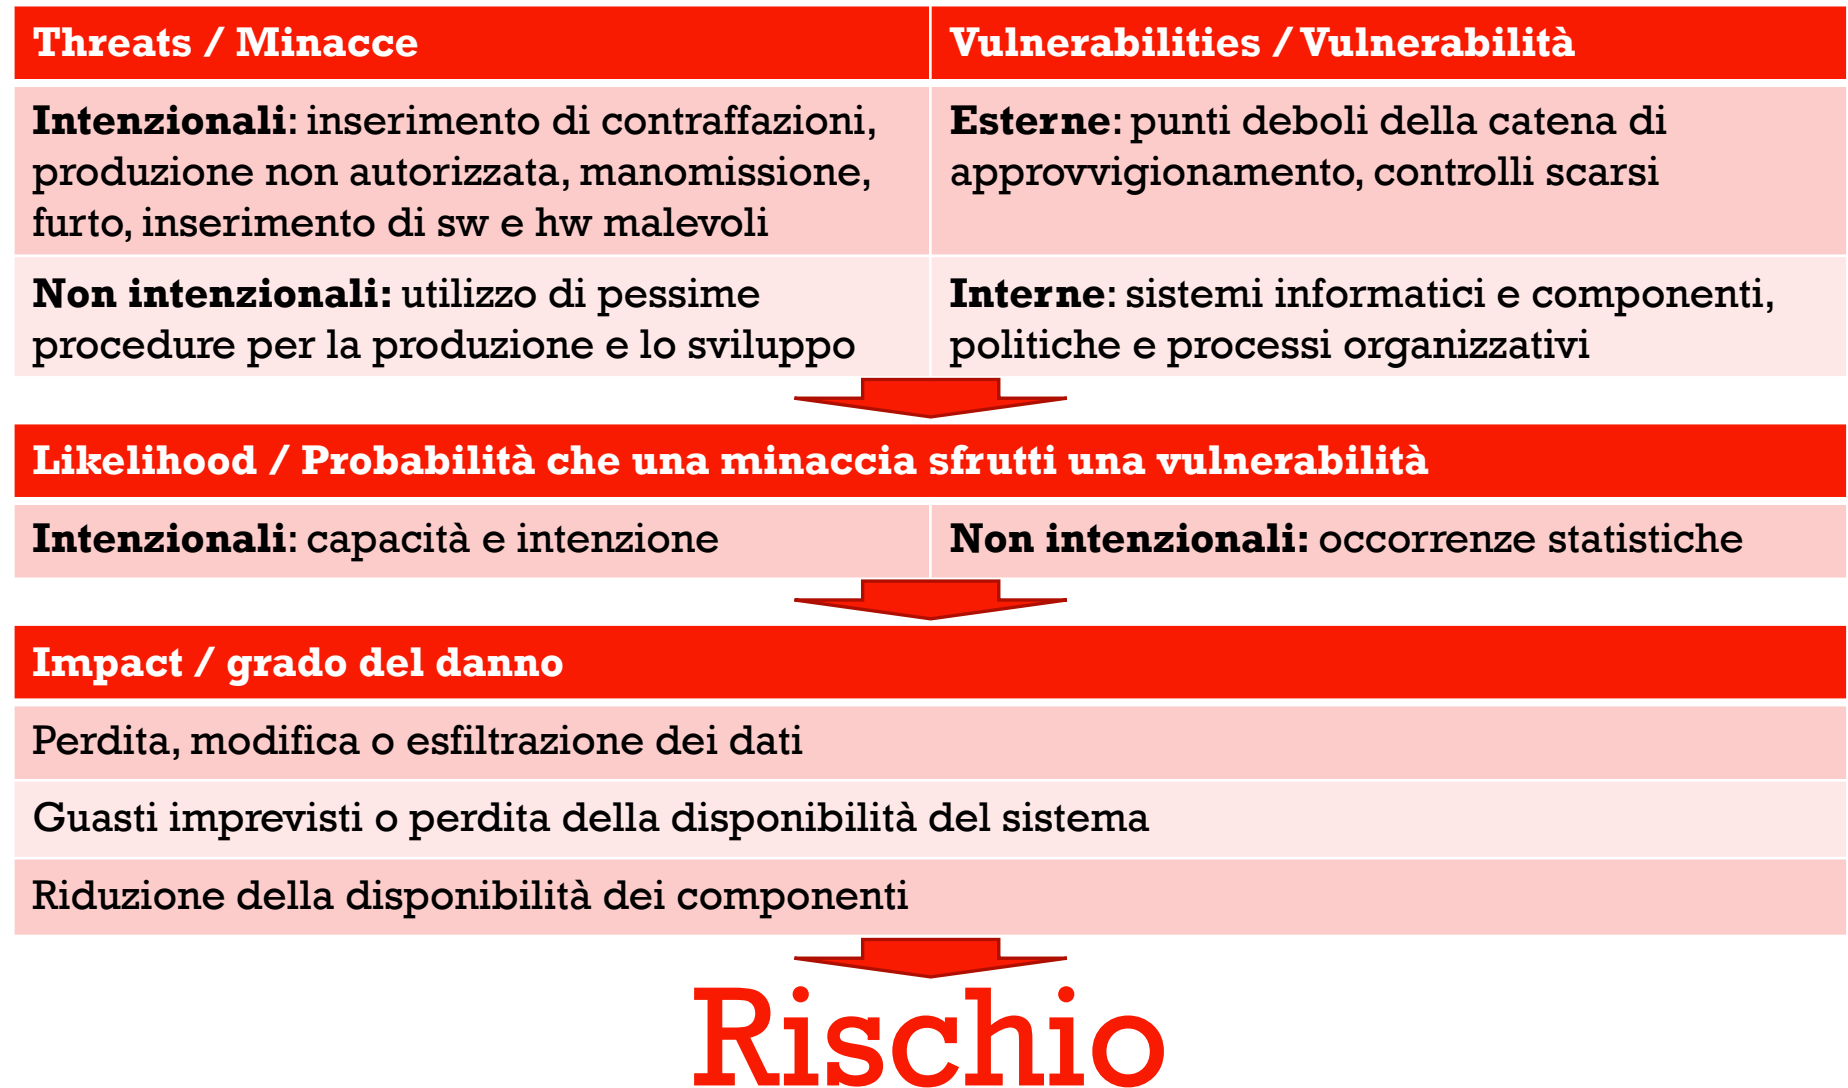 Threats / Minacce
Vulnerabilities / Vulnerabilità
Intenzionali: inserimento di contraffazioni,
produzione non autorizzata, manomissione,
furto, inserimento di sw e hw malevoli
Esterne: punti deboli della catena di
approvvigionamento, controlli scarsi
Non intenzionali: utilizzo di pessime
procedure per la produzione e lo sviluppo
Interne: sistemi informatici e componenti,
politiche e processi organizzativi
Likelihood / Probabilità che una minaccia sfrutti una vulnerabilità
Intenzionali: capacità e intenzione
Non intenzionali: occorrenze statistiche
Impact / grado del danno
Perdita, modifica o esfiltrazione dei dati
Guasti imprevisti o perdita della disponibilità del sistema
Riduzione della disponibilità dei componenti
Rischio